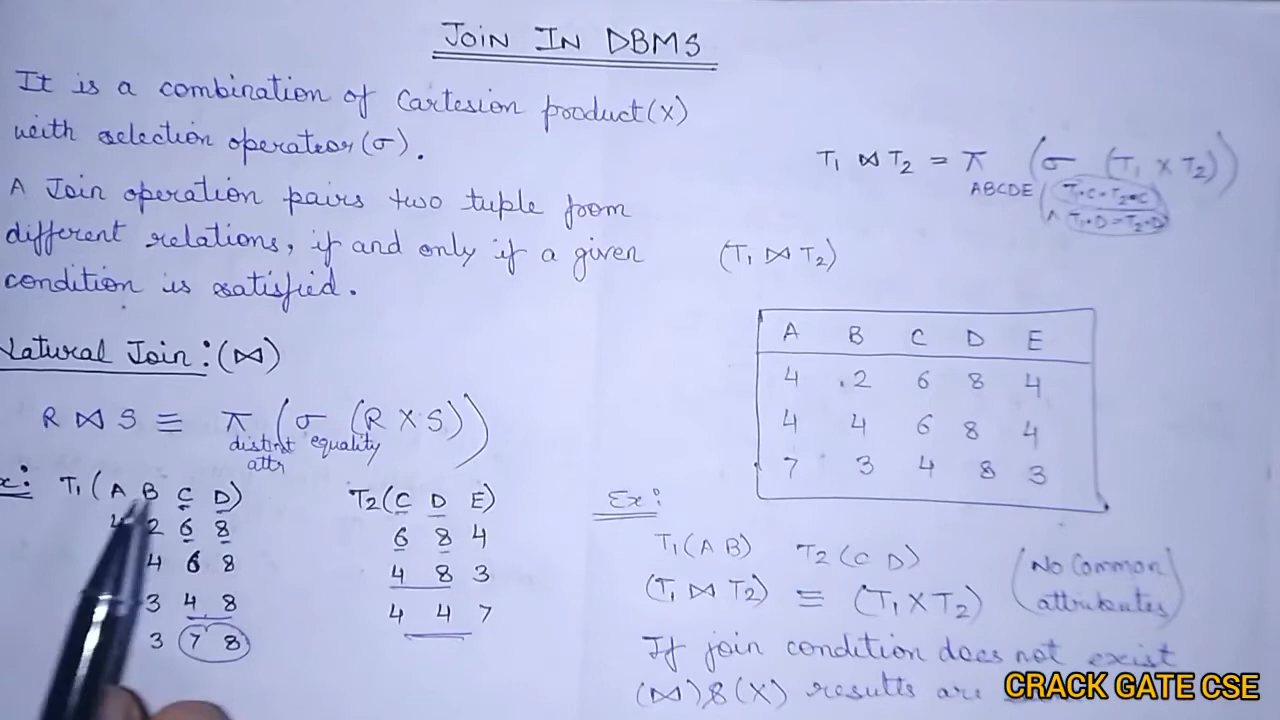 JOIN IN DBMS
It is a combination of Cartesion product(X)
with selection operator(σ).
A Join operation pairs two tuple from
different relations, if and only if a given
condition is satisfied.
Natural Join:(⋈)
R ⋈ S ≡ π (σ (R X S))
distinct equality
attr
Ex: T1(A B C D)
2 6 8
4 6 8
3 4 8
3 7 8
T2(C D E)
6 8 4
4 8 3
4 4 7
T1 ⋈ T2 = π (σ (T1 X T2))
ABCDE T1.C=T2.C
∧ T1.D=T2.D
(T1 ⋈ T2)
A B C D E
4 2 6 8 4
4 4 6 8 4
7 3 4 8 3
Ex:
T1(A B) T2(C D)
(T1 ⋈ T2) ≡ (T1 X T2) (No Common
attributes)
If join condition does not exist
(⋈) & (X) results are
CRACK GATE CSE